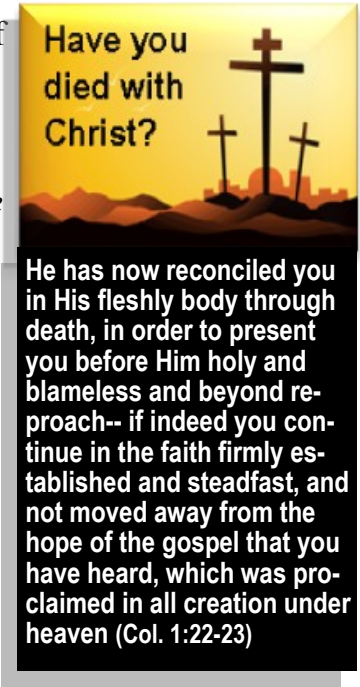 f
Have you
died with
Christ?
He has now reconciled you
in His fleshly body through
death, in order to present
you before Him holy and
blameless and beyond re-
proach-- if indeed you con-
tinue in the faith firmly es-
tablished and steadfast, and
not moved away from the
hope of the gospel that you
have heard, which was pro-
claimed in all creation under
heaven (Col. 1:22-23)